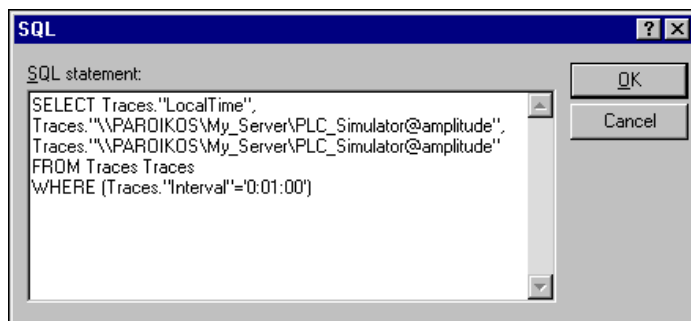 SQL
SQL statement:
SELECT Traces."LocalTime",
Traces."\\PAROIKOS\My_Server\PLC_Simulator@amplitude",
Traces."\\PAROIKOS\My_Server\PLC_Simulator@amplitude"
FROM Traces Traces
WHERE (Traces."Interval"='0:01:00')
OK
Cancel